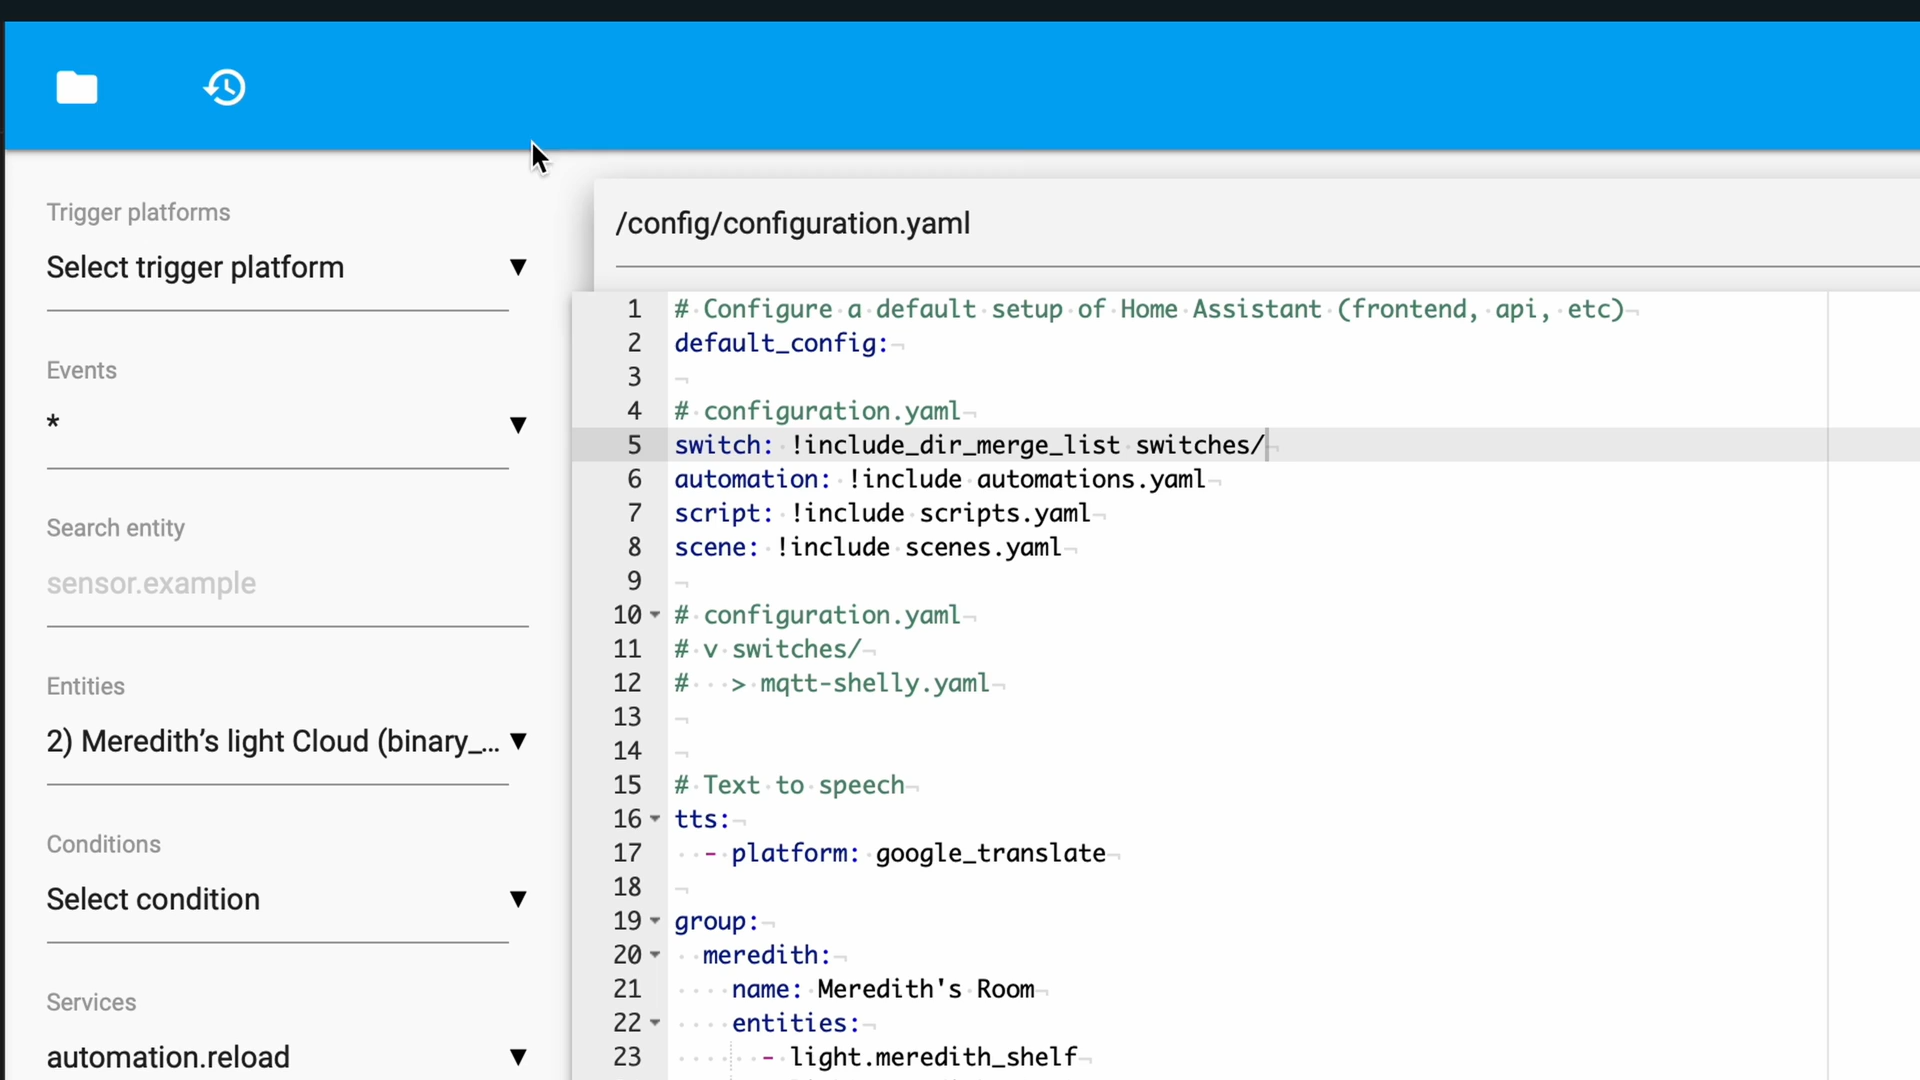 Trigger platforms
Select trigger platform
Events
*
Search entity
sensor.example
Entities
2) Meredith’s light Cloud (binary_...
Conditions
Select condition
Services
automation.reload
/config/configuration.yaml
1 # Configure a default setup of Home Assistant (frontend, api, etc)
2 default_config:
3
4 # configuration.yaml
5 switch: !include_dir_merge_list switches/
6 automation: !include automations.yaml
7 script: !include scripts.yaml
8 scene: !include scenes.yaml
9
10 # configuration.yaml
11 # v switches/
12 #   > mqtt-shelly.yaml
13
14
15 # Text to speech
16 tts:
17   - platform: google_translate
18
19 group:
20   meredith:
21     name: Meredith's Room
22     entities:
23       - light.meredith_shelf